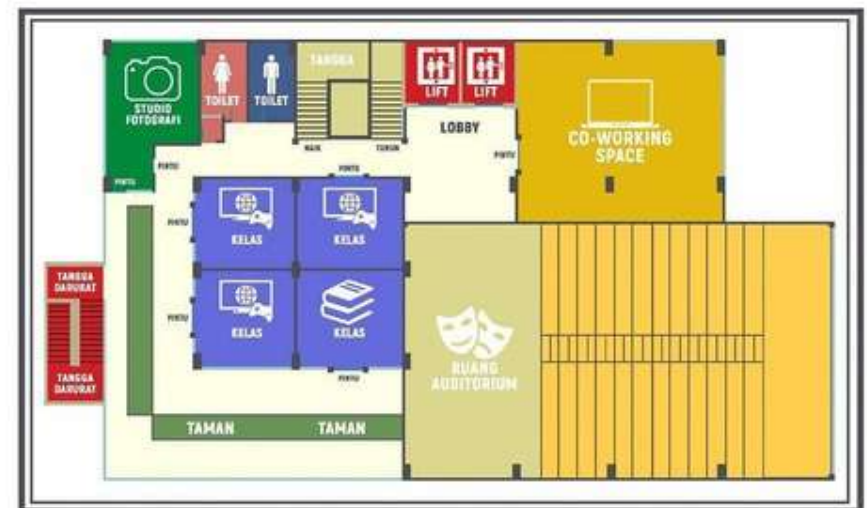 STUDIO
FOTOGRAFI
TOILET
TOILET
TANGGA
NAIK
TURUN
LIFT
LIFT
LOBBY
CO-WORKING
SPACE
PINTU
PINTU
PINTU
PINTU
PINTU
KELAS
KELAS
PINTU
KELAS
KELAS
PINTU
TANGGA
DARURAT
TANGGA
DARURAT
RUANG
AUDITORIUM
TAMAN
TAMAN